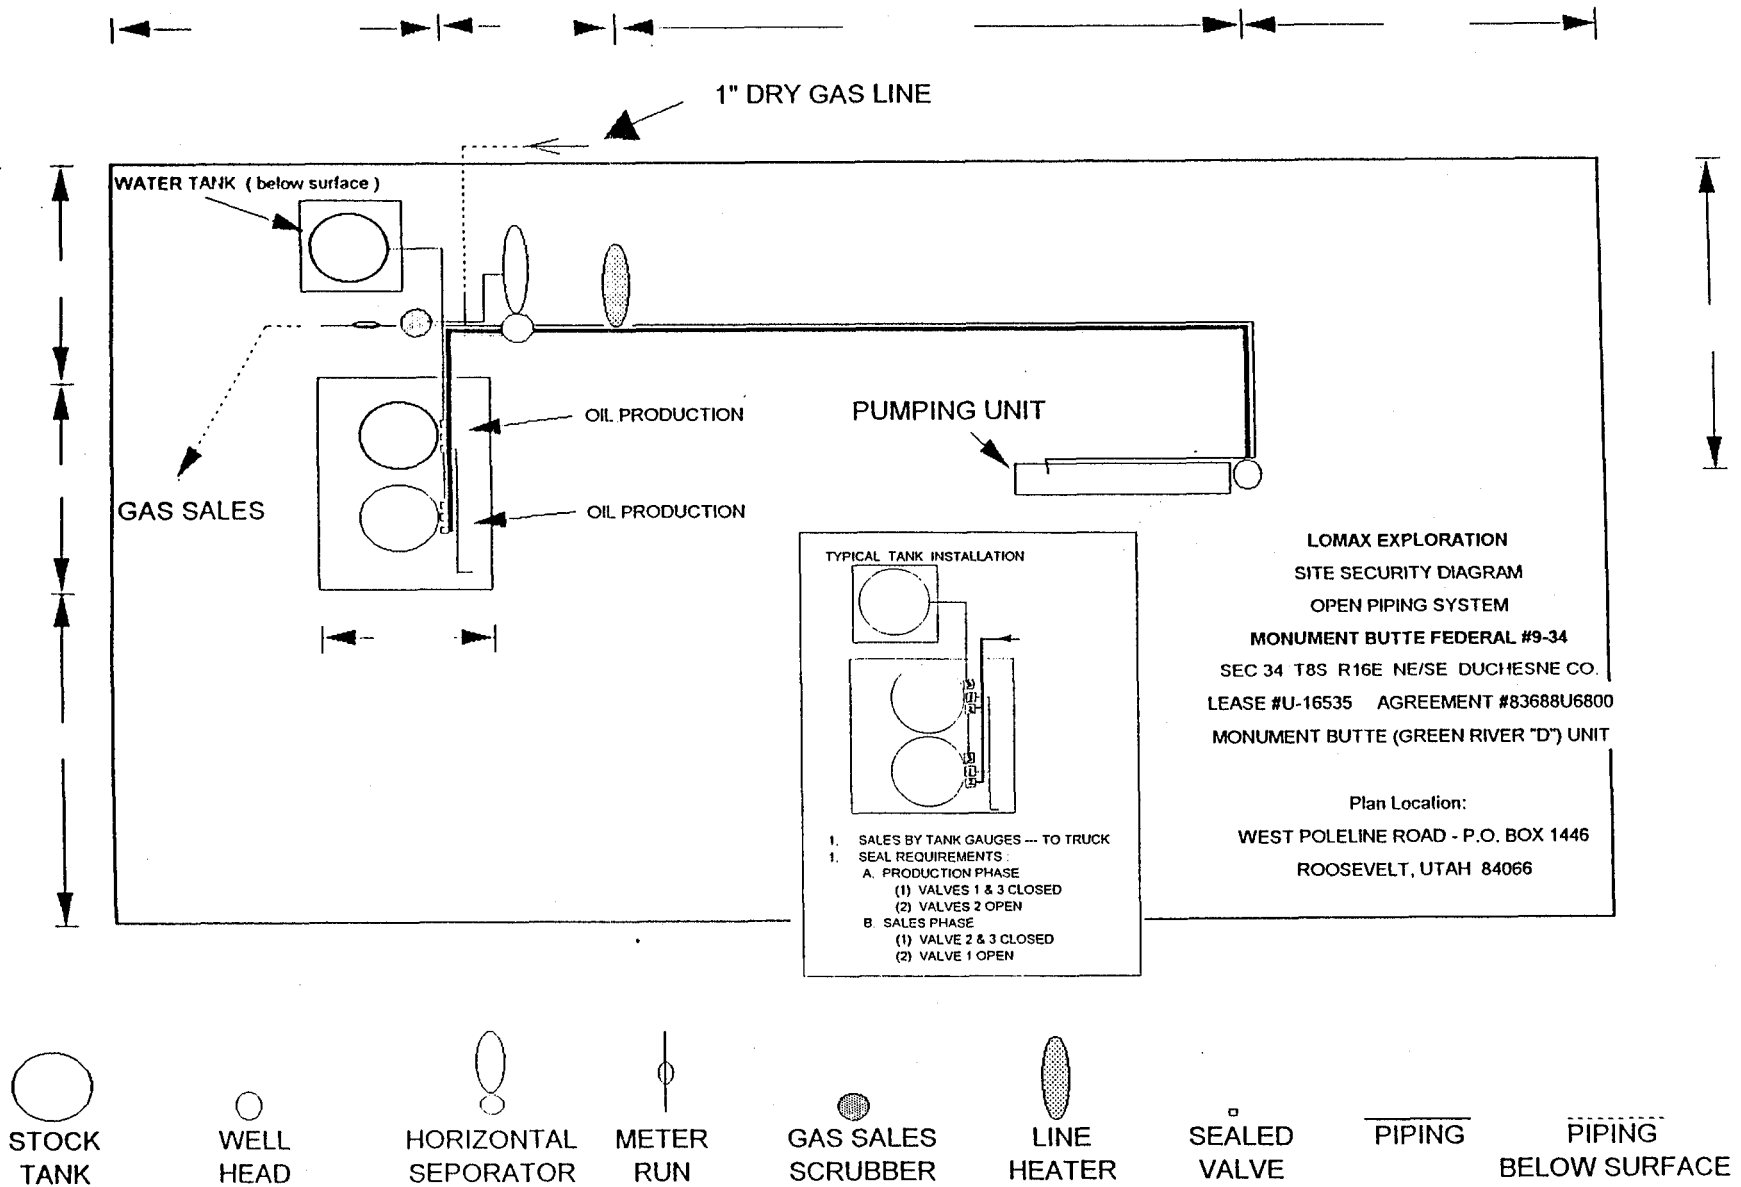 1" DRY GAS LINE
WATER TANK ( below surface )
OIL PRODUCTION
PUMPING UNIT
GAS SALES
OIL PRODUCTION
TYPICAL TANK INSTALLATION
1. SALES BY TANK GAUGES --- TO TRUCK
1. SEAL REQUIREMENTS :
A. PRODUCTION PHASE
(1) VALVES 1 & 3 CLOSED
(2) VALVES 2 OPEN
B. SALES PHASE
(1) VALVE 2 & 3 CLOSED
(2) VALVE 1 OPEN
LOMAX EXPLORATION
SITE SECURITY DIAGRAM
OPEN PIPING SYSTEM
MONUMENT BUTTE FEDERAL #9-34
SEC 34 T8S R16E NE/SE DUCHESNE CO.
LEASE #U-16535 AGREEMENT #83688U6800
MONUMENT BUTTE (GREEN RIVER "D") UNIT
Plan Location:
WEST POLELINE ROAD - P.O. BOX 1446
ROOSEVELT, UTAH 84066
STOCK
TANK
WELL
HEAD
HORIZONTAL
SEPORATOR
METER
RUN
GAS SALES
SCRUBBER
LINE
HEATER
SEALED
VALVE
PIPING
PIPING
BELOW SURFACE